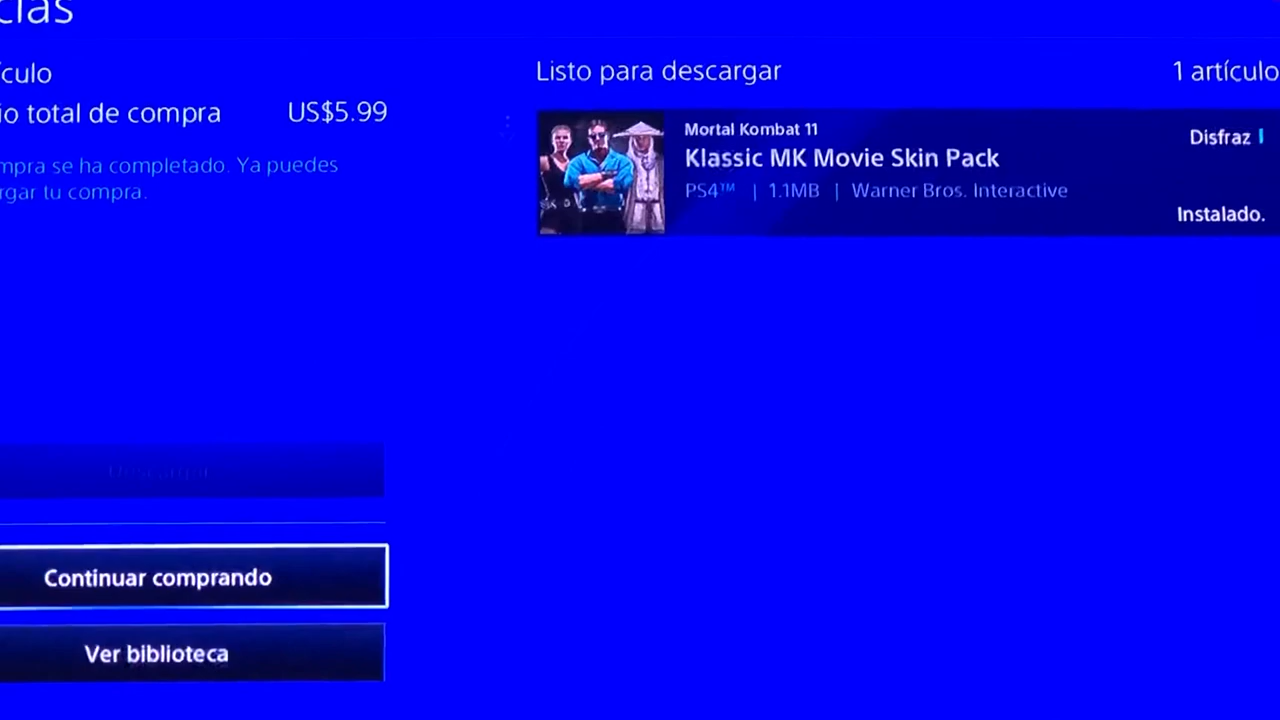 cias
ículo
io total de compra US$5.99
mpra se ha completado. Ya puedes
rgar tu compra.
Descargar
Continuar comprando
Ver biblioteca
Listo para descargar 1 artículo
Mortal Kombat 11
Klassic MK Movie Skin Pack
PS4™ | 1.1MB | Warner Bros. Interactive
Disfraz
Instalado.